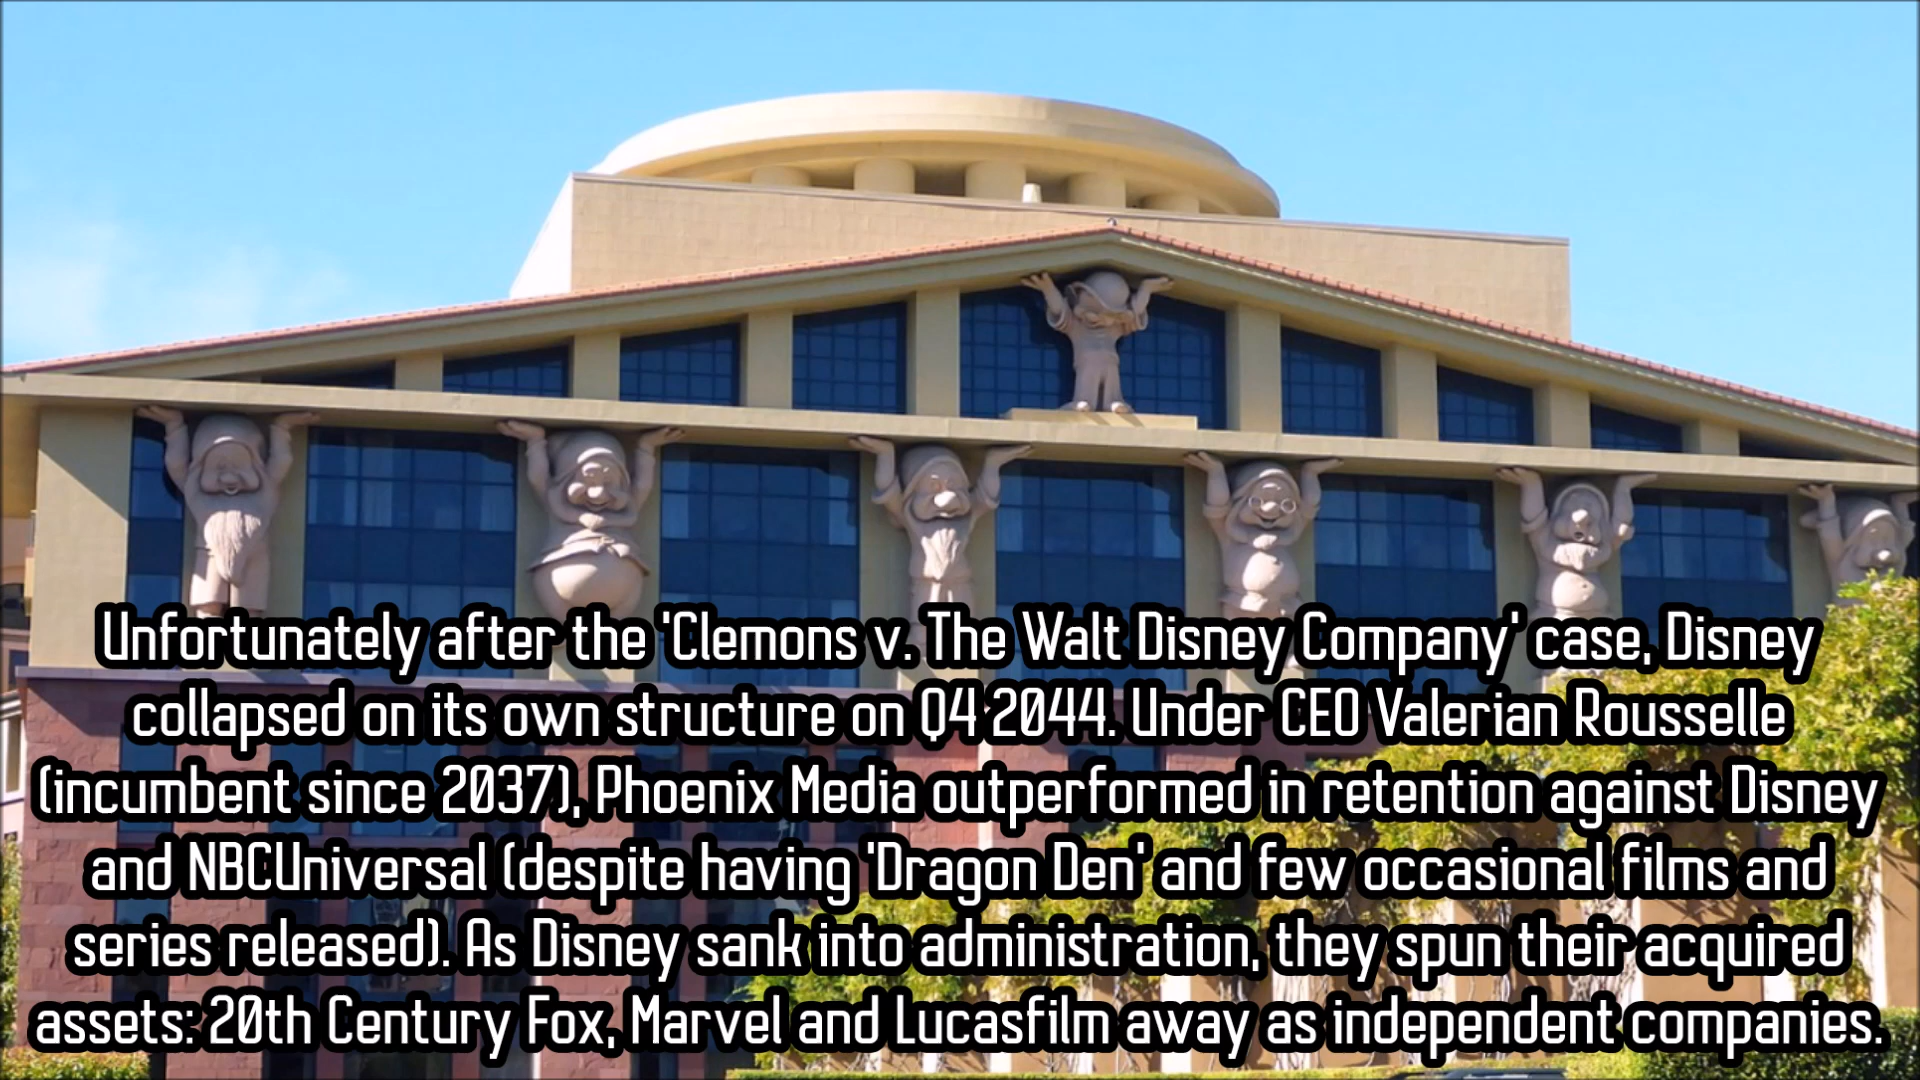 Unfortunately after the 'Clemons v. The Walt Disney Company' case, Disney
collapsed on its own structure on Q4 2044. Under CEO Valerian Rousselle
(incumbent since 2037), Phoenix Media outperformed in retention against Disney
and NBCUniversal (despite having 'Dragon Den' and few occasional films and
series released). As Disney sank into administration, they spun their acquired
assets: 20th Century Fox, Marvel and Lucasfilm away as independent companies.